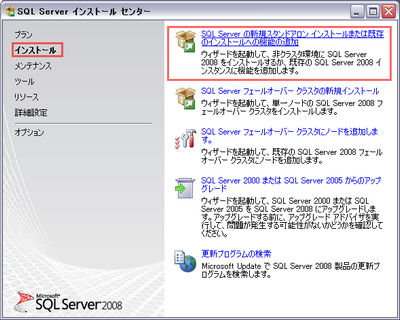 SQL Server インストール センター
プラン
インストール
メンテナンス
ツール
リソース
詳細設定
オプション
SQL Server の新規スタンドアロン インストールまたは既存
のインストールへの機能の追加
ウィザードを起動して、非クラスタ環境に SQL Server
2008 をインストールするか、既存の SQL Server 2008 イ
ンスタンスに機能を追加します。
SQL Server フェールオーバー クラスタの新規インストール
ウィザードを起動して、単一ノードの SQL Server 2008 フ
ェールオーバー クラスタをインストールします。
SQL Server フェールオーバー クラスタにノードを追加しま
す。
ウィザードを起動して、既存の SQL Server 2008 フェール
オーバー クラスタにノードを追加します。
SQL Server 2000 または SQL Server 2005 からのアップ
グレード
ウィザードを起動して、SQL Server 2000 または SQL
Server 2005 を SQL Server 2008 にアップグレードしま
す。アップグレードする前に、アップグレード アドバイザを実
行して、問題が発生する可能性がないかどうかを確認して
ください。
更新プログラムの検索
Microsoft Update で SQL Server 2008 製品の更新プ
ログラムを検索します。
Microsoft
SQL Server 2008